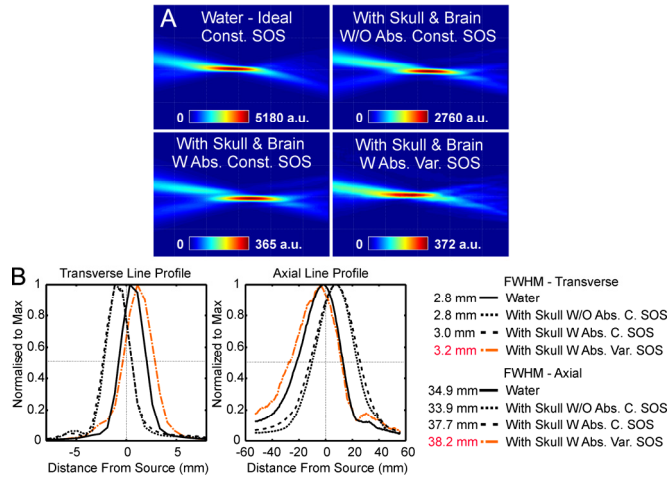 A
Water - Ideal
Const. SOS
0 5180 a.u.
With Skull & Brain
W/O Abs. Const. SOS
0 2760 a.u.
With Skull & Brain
W Abs. Const. SOS
0 365 a.u.
With Skull & Brain
W Abs. Var. SOS
0 372 a.u.
B
Transverse Line Profile
Normalised to Max
1
0.8
0.6
0.4
0.2
0
-5 0 5
Distance From Source (mm)
Axial Line Profile
Normalised to Max
1
0.8
0.6
0.4
0.2
0
-60 -40 -20 0 20 40 60
Distance From Source (mm)
FWHM - Transverse
2.8 mm Water
2.8 mm With Skull W/O Abs. C. SOS
3.0 mm With Skull W Abs. C. SOS
3.2 mm With Skull W Abs. Var. SOS
FWHM - Axial
34.9 mm Water
33.9 mm With Skull W/O Abs. C. SOS
37.7 mm With Skull W Abs. C. SOS
38.2 mm With Skull W Abs. Var. SOS